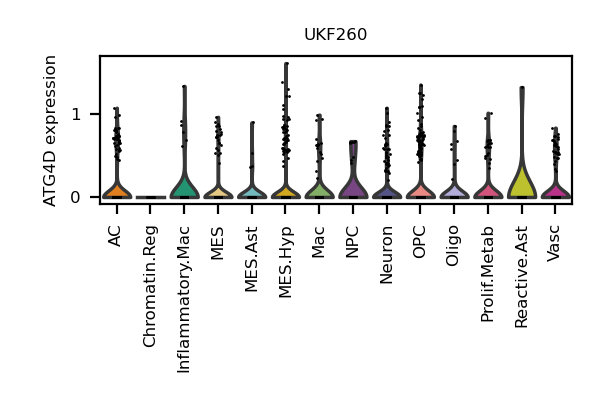 UKF260
ATG4D expression
1
0
AC
Chromatin.Reg
Inflammatory.Mac
MES
MES.Ast
MES.Hyp
Mac
NPC
Neuron
OPC
Oligo
Prolif.Metab
Reactive.Ast
Vasc